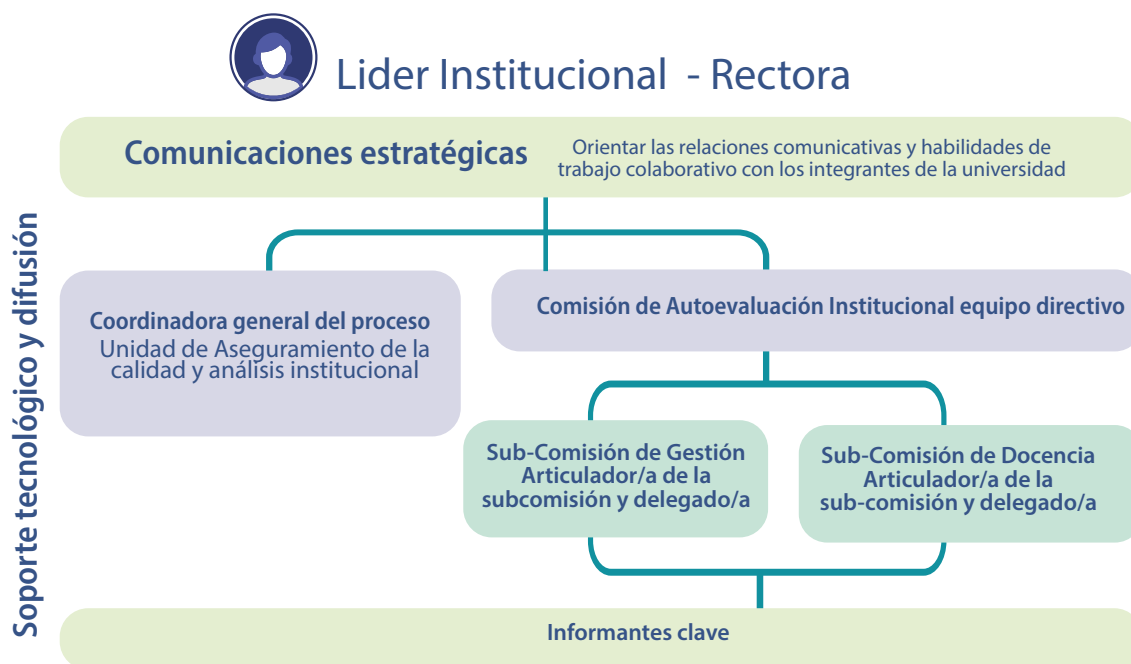 Lider Institucional - Rectora
Comunicaciones estratégicas
Orientar las relaciones comunicativas y habilidades de
trabajo colaborativo con los integrantes de la universidad
Soporte tecnológico y difusión
Coordinadora general del proceso
Unidad de Aseguramiento de la
calidad y análisis institucional
Comisión de Autoevaluación Institucional equipo directivo
Sub-Comisión de Gestión
Articulador/a de la
subcomisión y delegado/a
Sub-Comisión de Docencia
Articulador/a de la
sub-comisión y delegado/a
Informantes clave